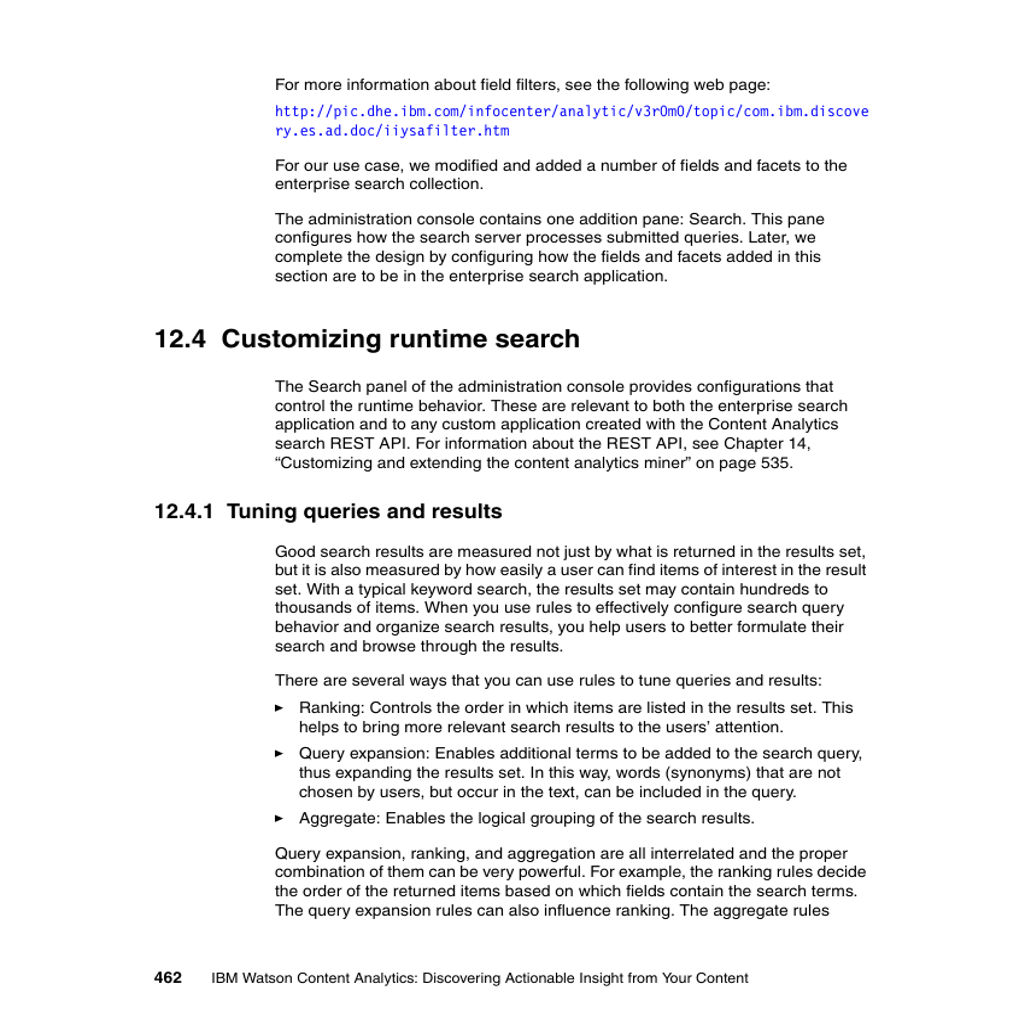 For more information about field filters, see the following web page:
http://pic.dhe.ibm.com/infocenter/analytic/v3r0m0/topic/com.ibm.discove
ry.es.ad.doc/iiysafilter.htm
For our use case, we modified and added a number of fields and facets to the
enterprise search collection.
The administration console contains one addition pane: Search. This pane
configures how the search server processes submitted queries. Later, we
complete the design by configuring how the fields and facets added in this
section are to be in the enterprise search application.
12.4 Customizing runtime search
The Search panel of the administration console provides configurations that
control the runtime behavior. These are relevant to both the enterprise search
application and to any custom application created with the Content Analytics
search REST API. For information about the REST API, see Chapter 14,
“Customizing and extending the content analytics miner” on page 535.
12.4.1 Tuning queries and results
Good search results are measured not just by what is returned in the results set,
but it is also measured by how easily a user can find items of interest in the result
set. With a typical keyword search, the results set may contain hundreds to
thousands of items. When you use rules to effectively configure search query
behavior and organize search results, you help users to better formulate their
search and browse through the results.
There are several ways that you can use rules to tune queries and results:
► Ranking: Controls the order in which items are listed in the results set. This
helps to bring more relevant search results to the users’ attention.
► Query expansion: Enables additional terms to be added to the search query,
thus expanding the results set. In this way, words (synonyms) that are not
chosen by users, but occur in the text, can be included in the query.
► Aggregate: Enables the logical grouping of the search results.
Query expansion, ranking, and aggregation are all interrelated and the proper
combination of them can be very powerful. For example, the ranking rules decide
the order of the returned items based on which fields contain the search terms.
The query expansion rules can also influence ranking. The aggregate rules
462 IBM Watson Content Analytics: Discovering Actionable Insight from Your Content